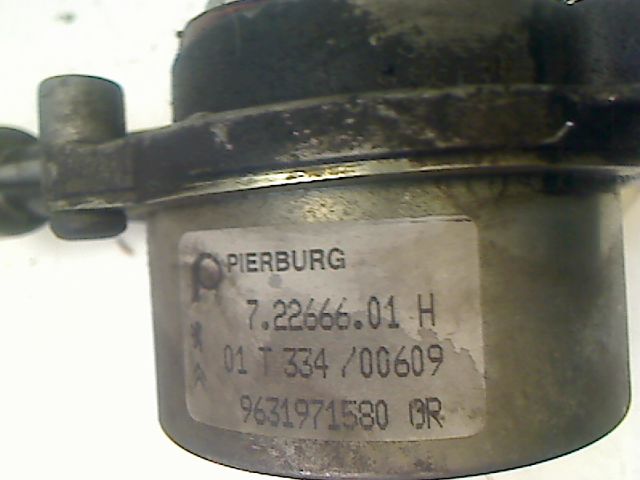 PIERBURG
7.22666.01 H
01 T 334 /00609
9631971580 0R